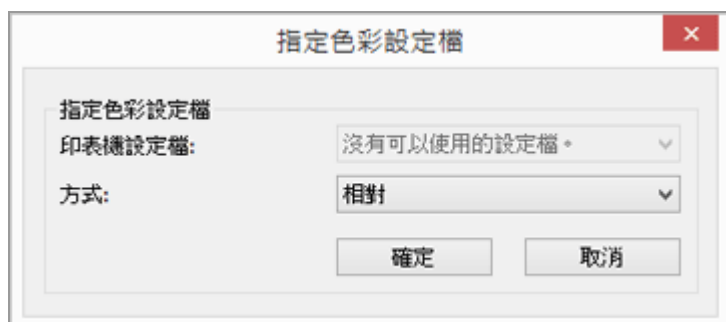 指定色彩設定檔
指定色彩設定檔
印表機設定檔: 沒有可以使用的設定檔。
方式: 相對
確定 取消